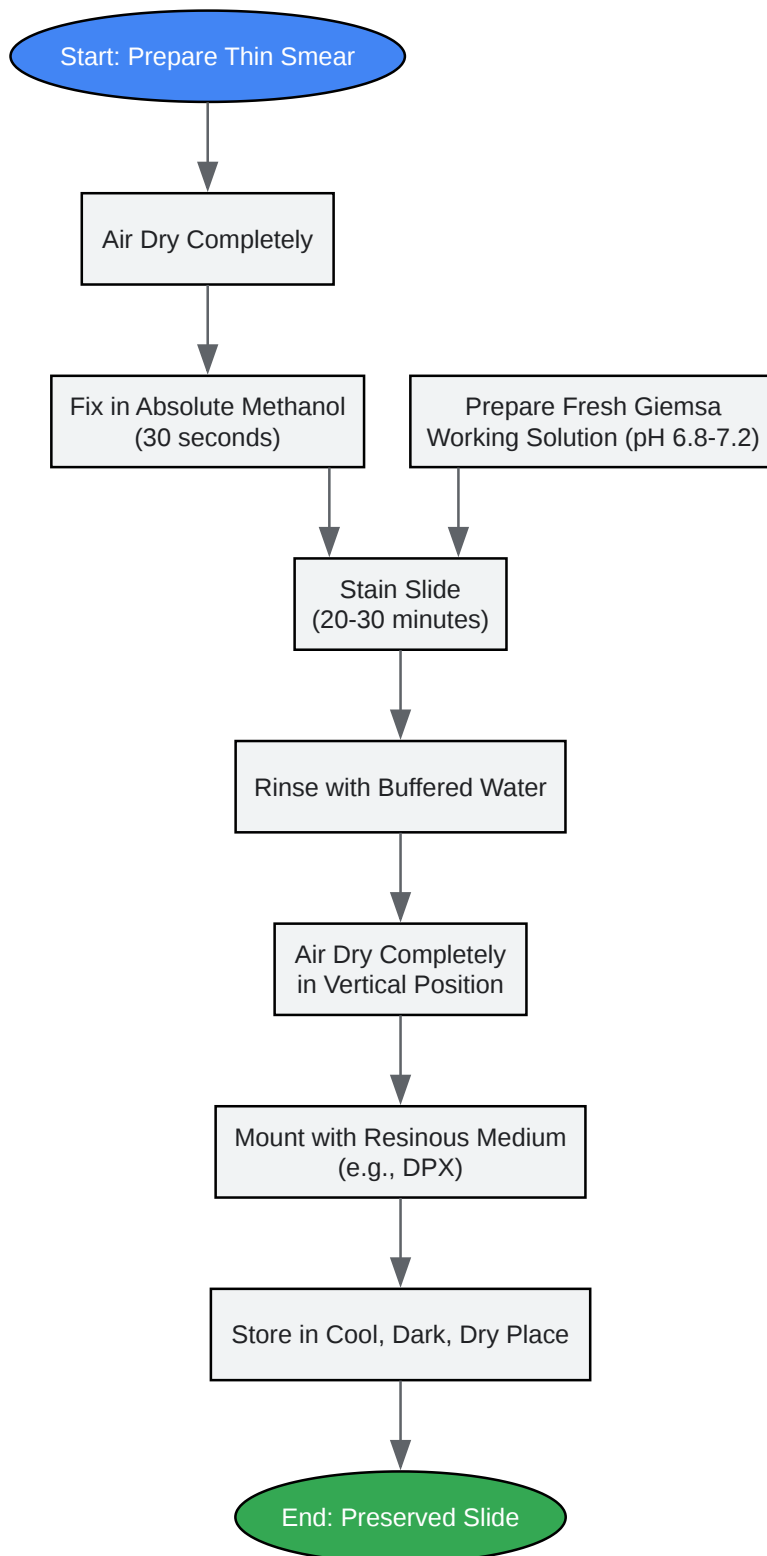 Start: Prepare Thin Smear
Air Dry Completely
Fix in Absolute Methanol
(30 seconds)
Prepare Fresh Giemsa
Working Solution (pH 6.8-7.2)
Stain Slide
(20-30 minutes)
Rinse with Buffered Water
Air Dry Completely
in Vertical Position
Mount with Resinous Medium
(e.g., DPX)
Store in Cool, Dark, Dry Place
End: Preserved Slide